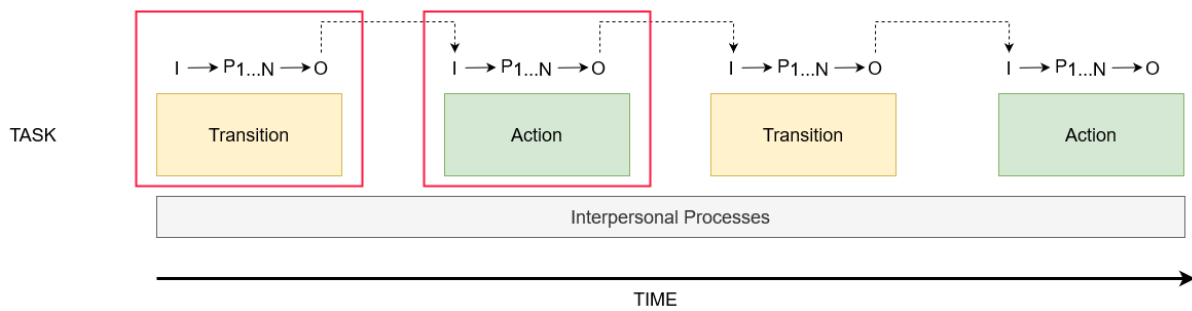 I → P1...N → O I → P1...N → O I → P1...N → O I → P1...N → O
TASK Transition Action Transition Action
Interpersonal Processes
TIME